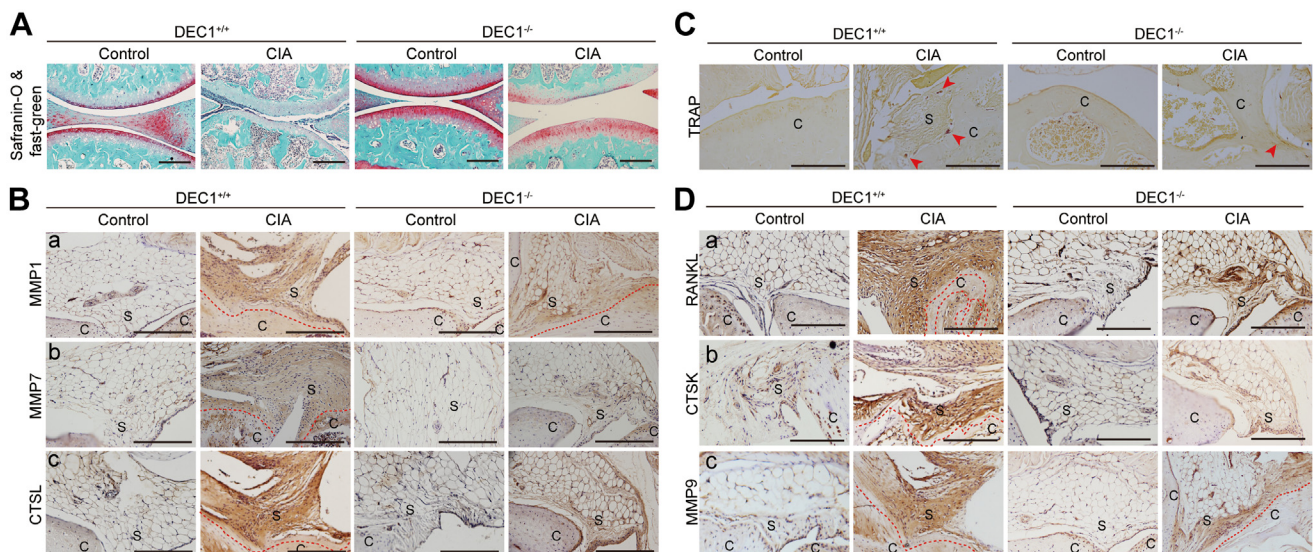 A
DEC1+/+ DEC1-/-
Control CIA Control CIA
Safranin-O &
fast-green
B
DEC1+/+ DEC1-/-
Control CIA Control CIA
a
MMP1
S C S C S C C S C
b
MMP7
S S C S S C C
c
CTSL
S C S C S C S
C
DEC1+/+ DEC1-/-
Control CIA Control CIA
TRAP
C S C C C
D
DEC1+/+ DEC1-/-
Control CIA Control CIA
a
RANKL
S C C S C S C S C C
b
CTSK
S C S C S C S
c
MMP9
S C C S C S C C S C